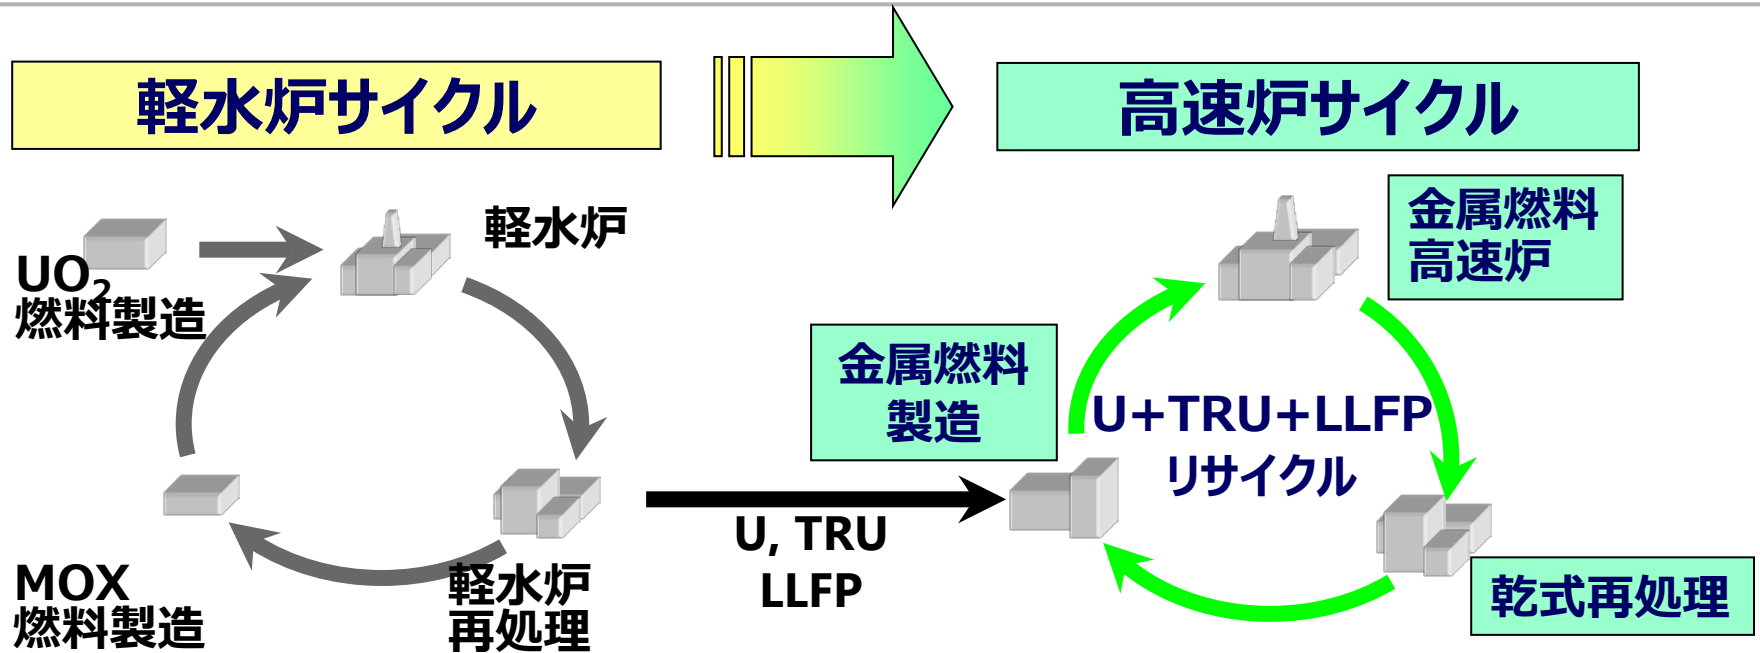 軽水炉サイクル
高速炉サイクル
軽水炉
UO₂
燃料製造
MOX
燃料製造
軽水炉
再処理
U, TRU
LLFP
金属燃料
製造
金属燃料
高速炉
U+TRU+LLFP
リサイクル
乾式再処理